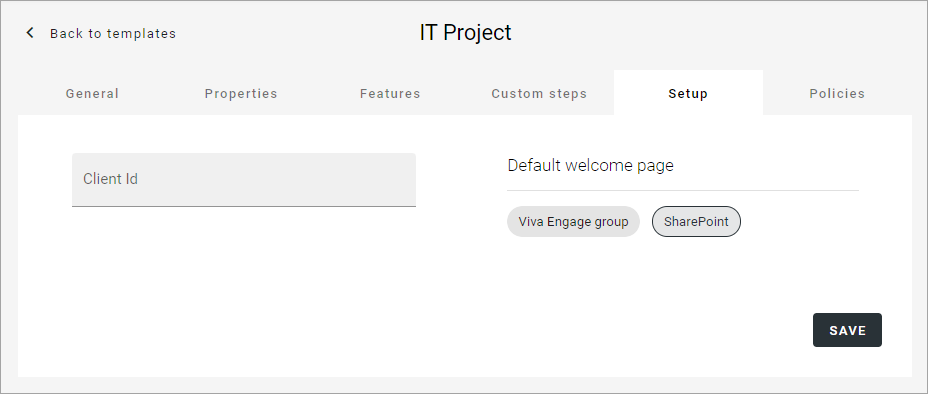 Back to templates
IT Project
General Properties Features Custom steps Setup Policies
Client Id
Default welcome page
Viva Engage group SharePoint
SAVE